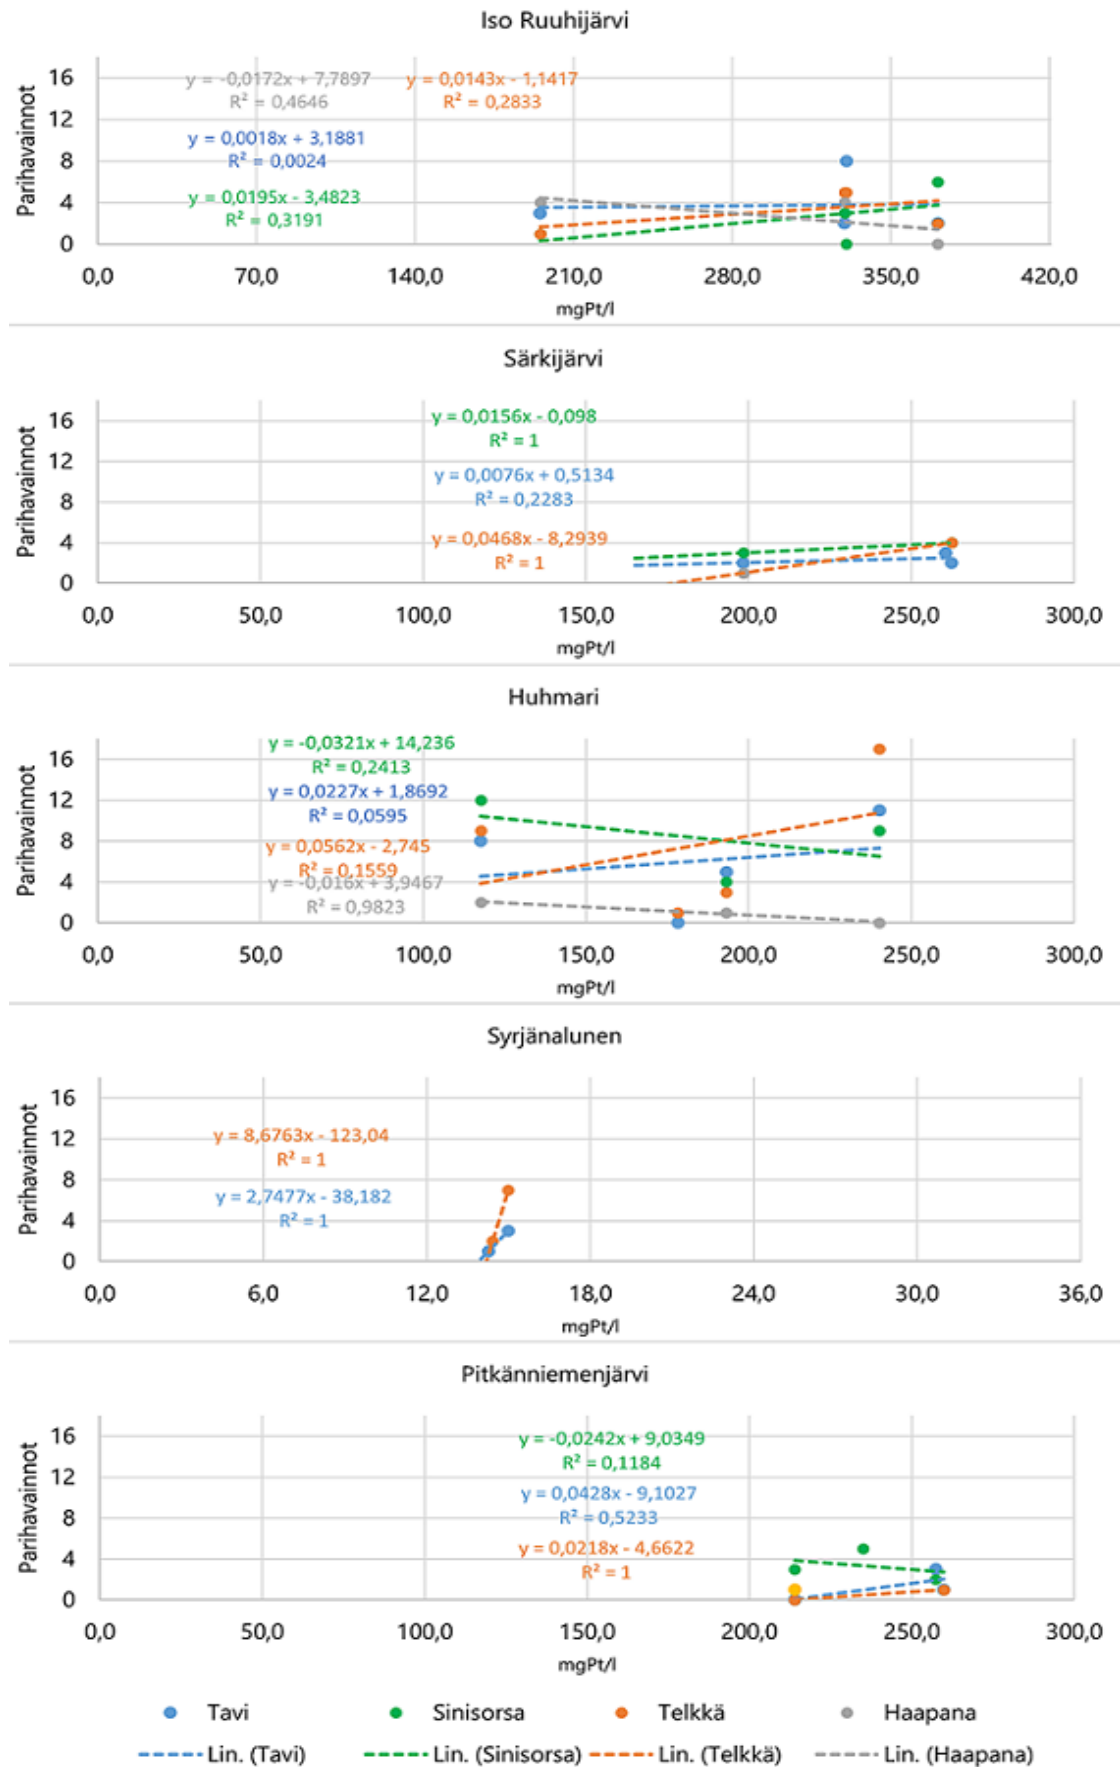 Iso Ruuhijärvi
Parihavainnot
16
12
8
4
0
y = -0,0172x + 7,7897
R² = 0,4646
y = 0,0143x - 1,1417
R² = 0,2833
y = 0,0018x + 3,1881
R² = 0,0024
y = 0,0195x - 3,4823
R² = 0,3191
0,0 70,0 140,0 210,0 280,0 350,0 420,0
mgPt/l
Särkijärvi
Parihavainnot
16
12
8
4
0
y = 0,0156x - 0,098
R² = 1
y = 0,0076x + 0,5134
R² = 0,2283
y = 0,0468x - 8,2939
R² = 1
0,0 50,0 100,0 150,0 200,0 250,0 300,0
mgPt/l
Huhmari
Parihavainnot
16
12
8
4
0
y = -0,0321x + 14,236
R² = 0,2413
y = 0,0227x + 1,8692
R² = 0,0595
y = 0,0562x - 2,745
R² = 0,1559
y = -0,016x + 3,9467
R² = 0,9823
0,0 50,0 100,0 150,0 200,0 250,0 300,0
mgPt/l
Syrjänalunen
Parihavainnot
16
12
8
4
0
y = 8,6763x - 123,04
R² = 1
y = 2,7477x - 38,182
R² = 1
0,0 6,0 12,0 18,0 24,0 30,0 36,0
mgPt/l
Pitkänniemenjärvi
Parihavainnot
16
12
8
4
0
y = -0,0242x + 9,0349
R² = 0,1184
y = 0,0428x - 9,1027
R² = 0,5233
y = 0,0218x - 4,6622
R² = 1
0,0 50,0 100,0 150,0 200,0 250,0 300,0
mgPt/l
Tavi Sinisorsa Telkkä Haapana
Lin. (Tavi) Lin. (Sinisorsa) Lin. (Telkkä) Lin. (Haapana)